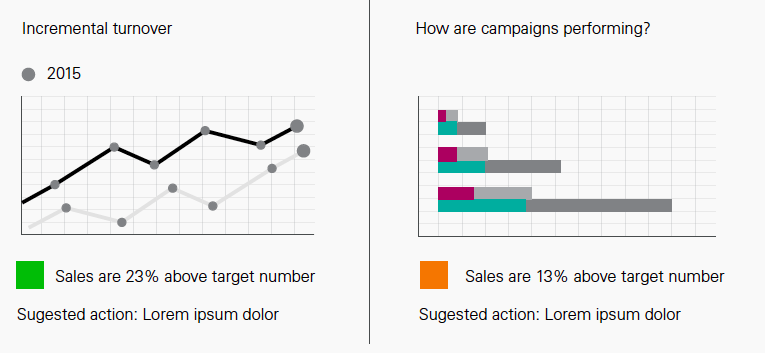 Incremental turnover
2015
Sales are 23% above target number
Sugested action: Lorem ipsum dolor
How are campaigns performing?
Sales are 13% above target number
Sugested action: Lorem ipsum dolor